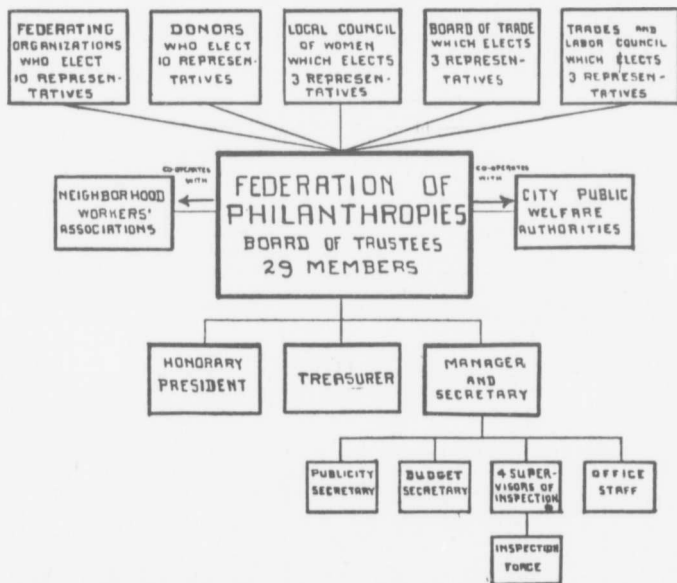 FEDERATING
ORGANIZATIONS
WHO ELECT
10 REPRESEN-
TATIVES
DONORS
WHO ELECT
10 REPRESEN-
TATIVES
LOCAL COUNCIL
OF WOMEN
WHICH ELECTS
3 REPRESEN-
TATIVES
BOARD OF TRADE
WHICH ELECTS
3 REPRESEN-
TATIVES
TRADES AND
LABOR COUNCIL
WHICH ELECTS
3 REPRESEN-
TATIVES
NEIGHBORHOOD
WORKERS'
ASSOCIATIONS
CO-OPERATES
WITH
FEDERATION OF
PHILANTHROPIES
BOARD OF TRUSTEES
29 MEMBERS
CO-OPERATES
WITH
CITY PUBLIC
WELFARE
AUTHORITIES
HONORARY
PRESIDENT
TREASURER
MANAGER
AND
SECRETARY
PUBLICITY
SECRETARY
BUDGET
SECRETARY
4 SUPER-
VISORS OF
INSPECTION
OFFICE
STAFF
INSPECTION
FORCE